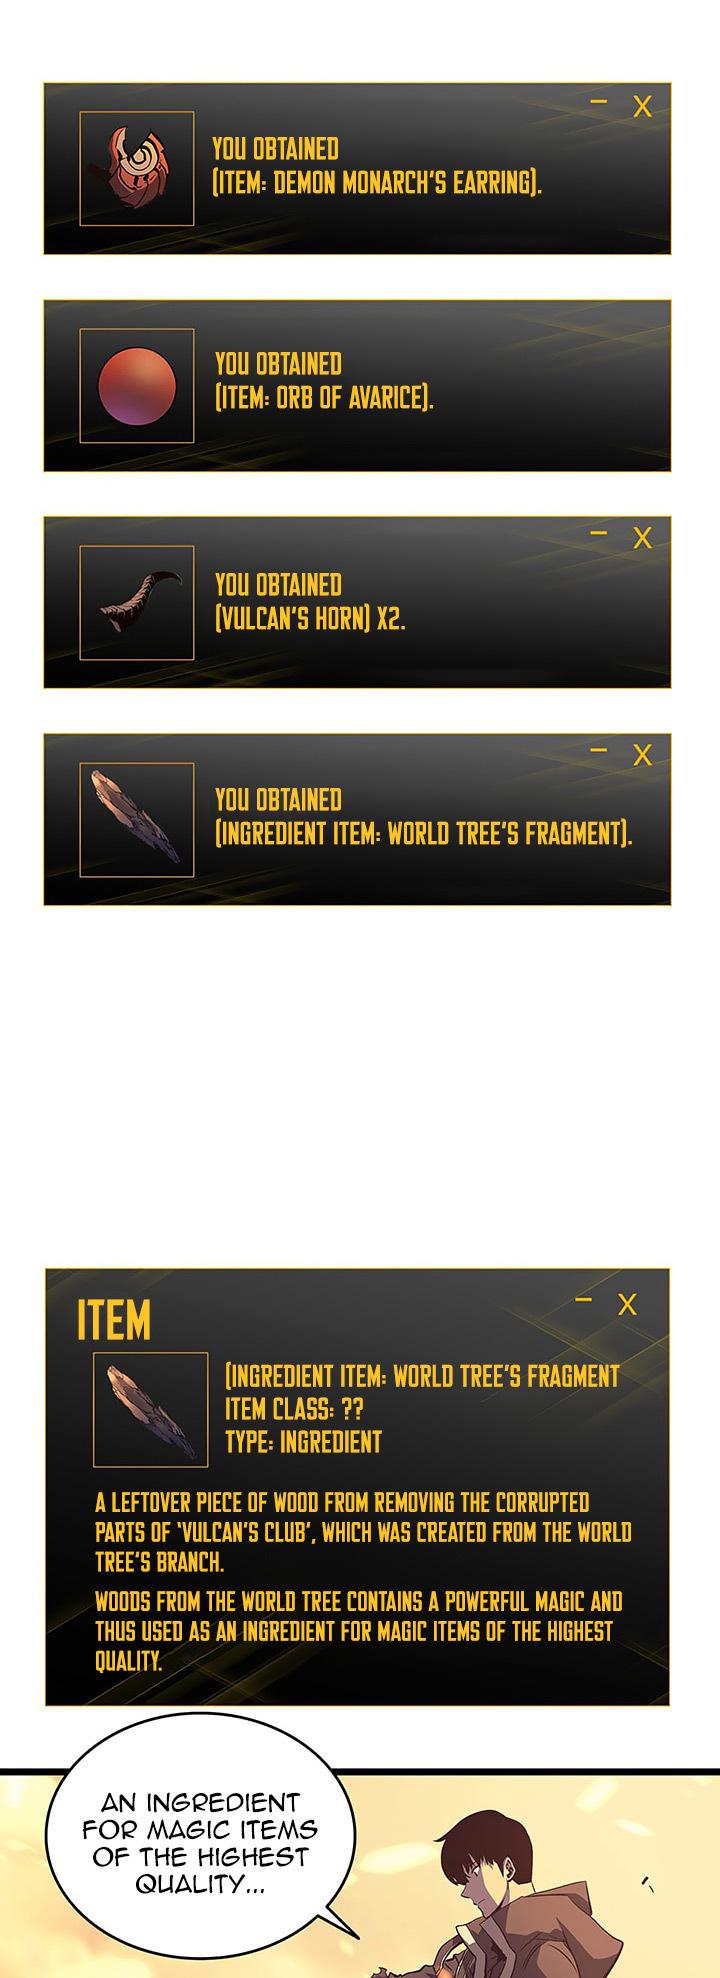 - X
YOU OBTAINED
[ITEM: DEMON MONARCH'S EARRING].
YOU OBTAINED
[ITEM: ORB OF AVARICE].
- X
YOU OBTAINED
[VULCAN'S HORN] X2.
- X
YOU OBTAINED
[INGREDIENT ITEM: WORLD TREE'S FRAGMENT].
- X
ITEM
[INGREDIENT ITEM: WORLD TREE'S FRAGMENT
ITEM CLASS: ??
TYPE: INGREDIENT
A LEFTOVER PIECE OF WOOD FROM REMOVING THE CORRUPTED
PARTS OF 'VULCAN'S CLUB', WHICH WAS CREATED FROM THE WORLD
TREE'S BRANCH.
WOODS FROM THE WORLD TREE CONTAINS A POWERFUL MAGIC AND
THUS USED AS AN INGREDIENT FOR MAGIC ITEMS OF THE HIGHEST
QUALITY.
AN INGREDIENT
FOR MAGIC ITEMS
OF THE HIGHEST
QUALITY...